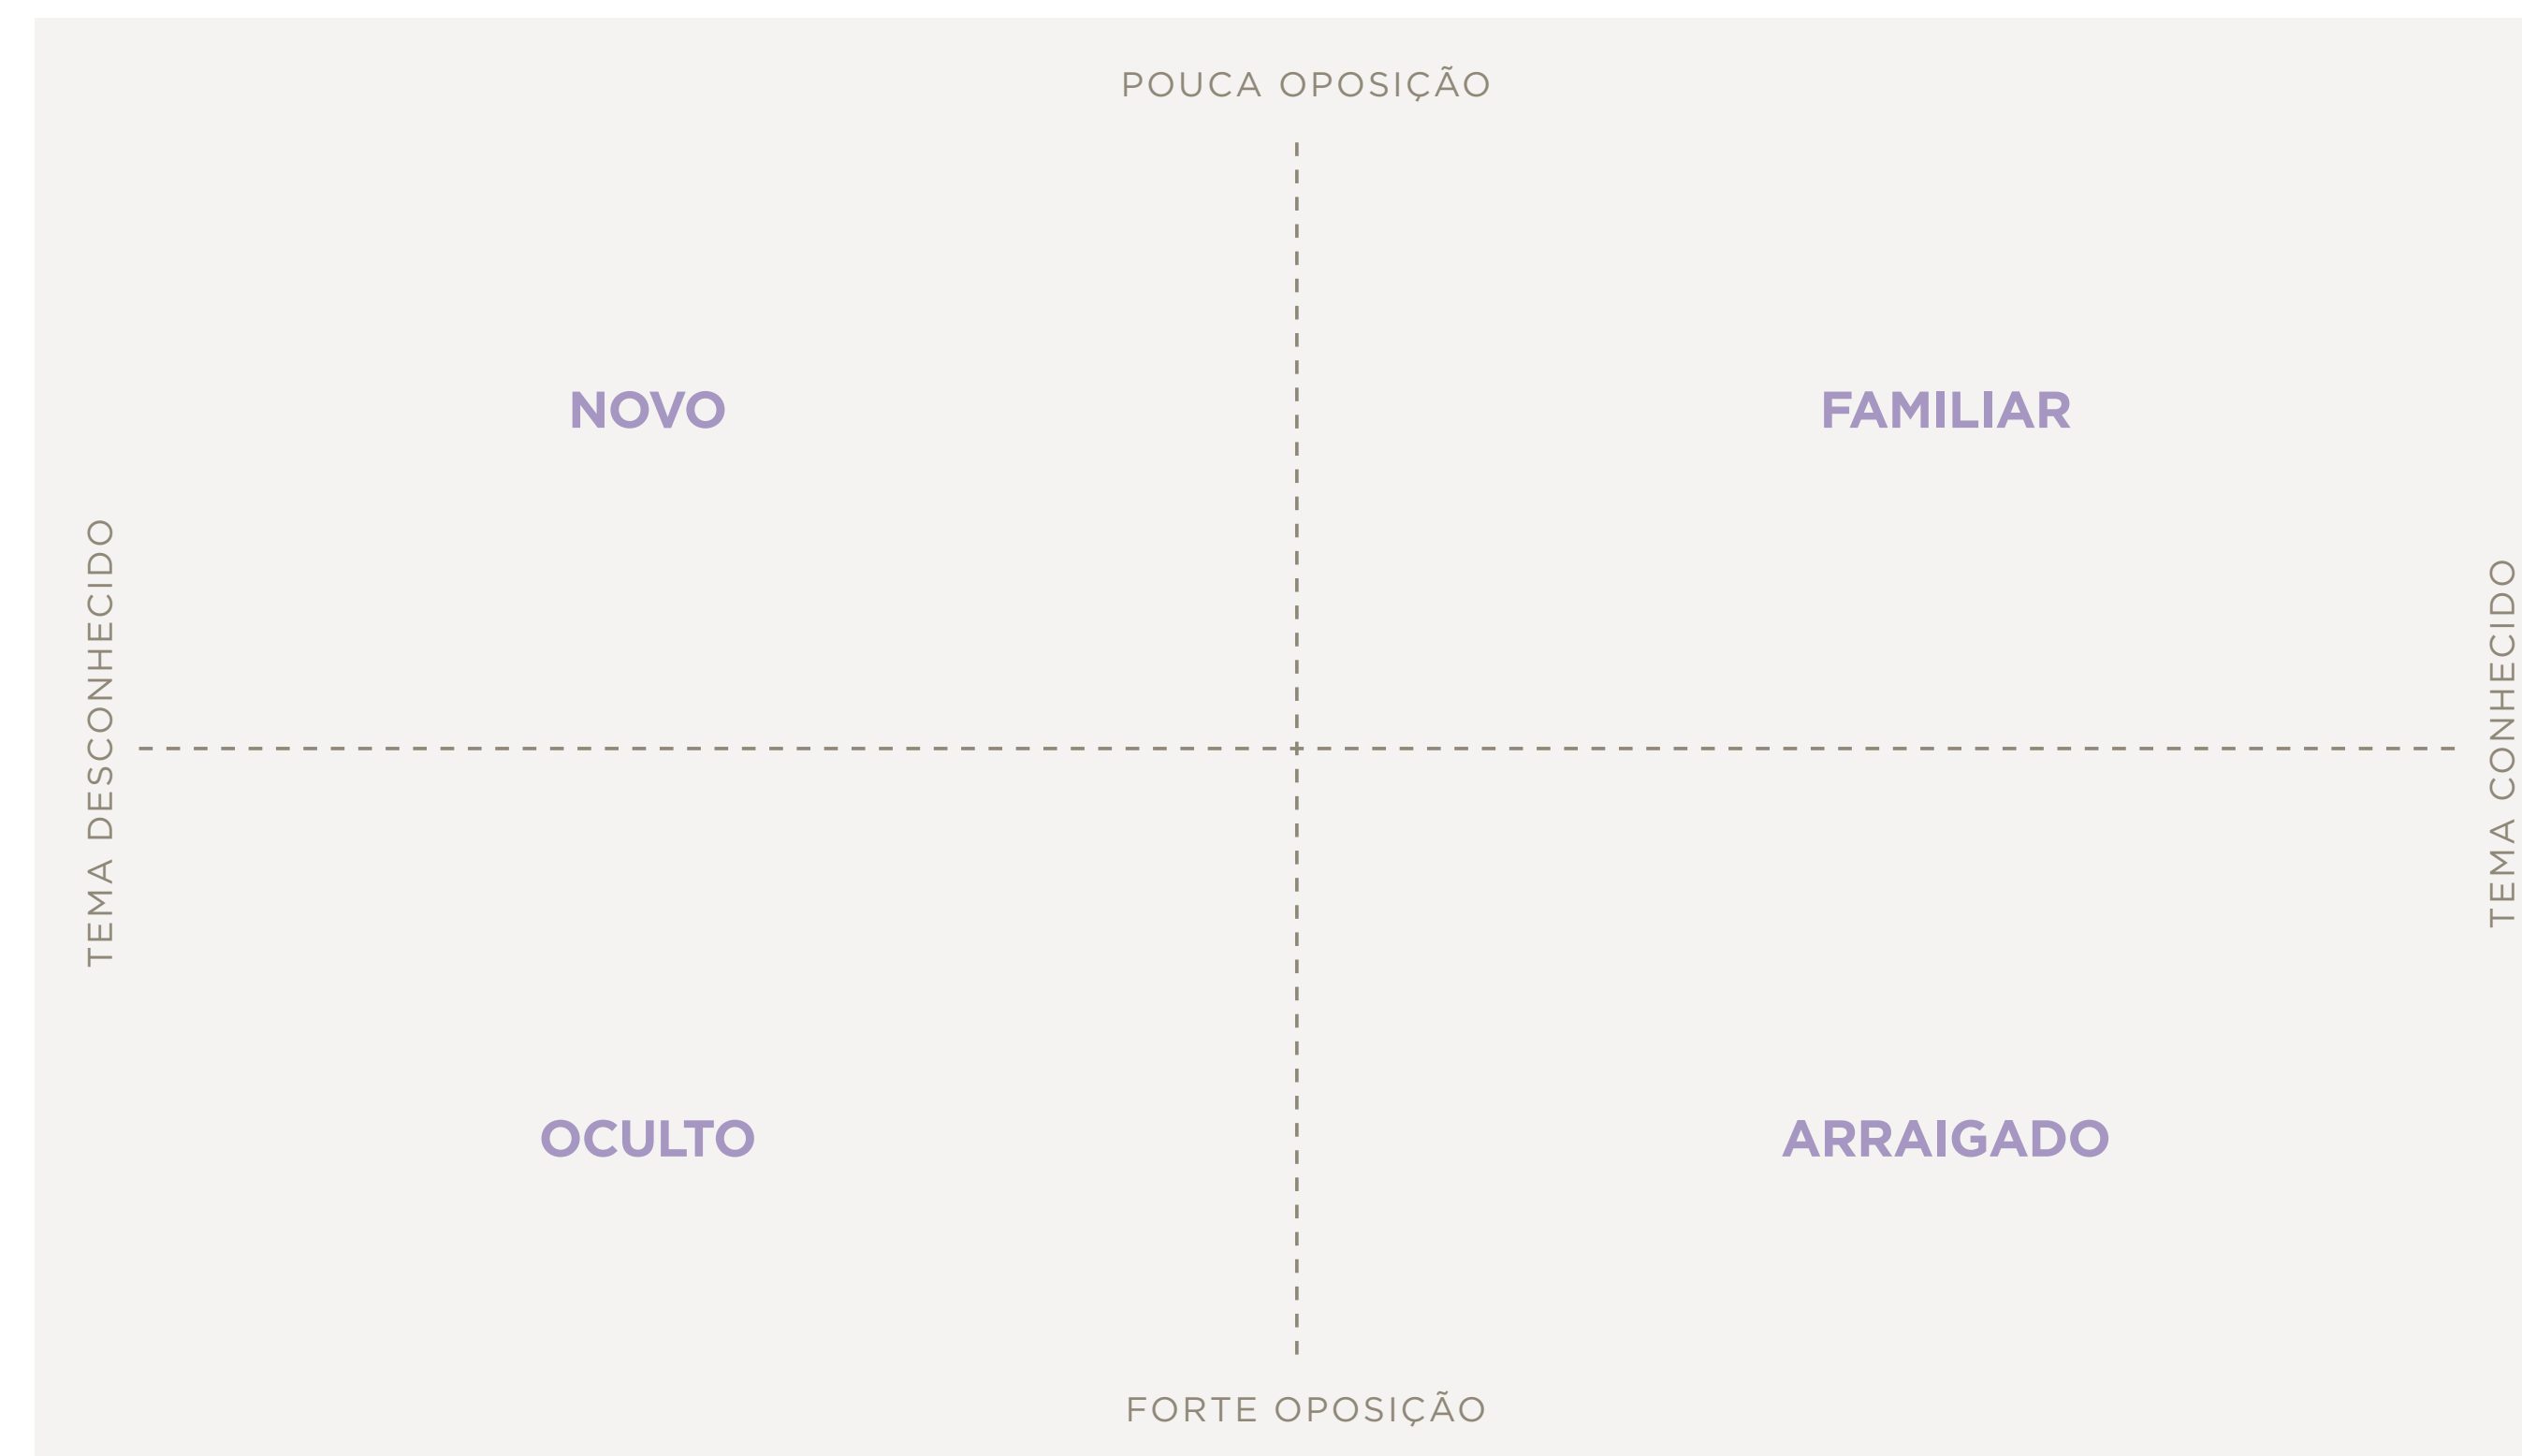 POUCA OPOSIÇÃO
NOVO
FAMILIAR
TEMA DESCONHECIDO
TEMA CONHECIDO
OCULTO
ARRAIGADO
FORTE OPOSIÇÃO